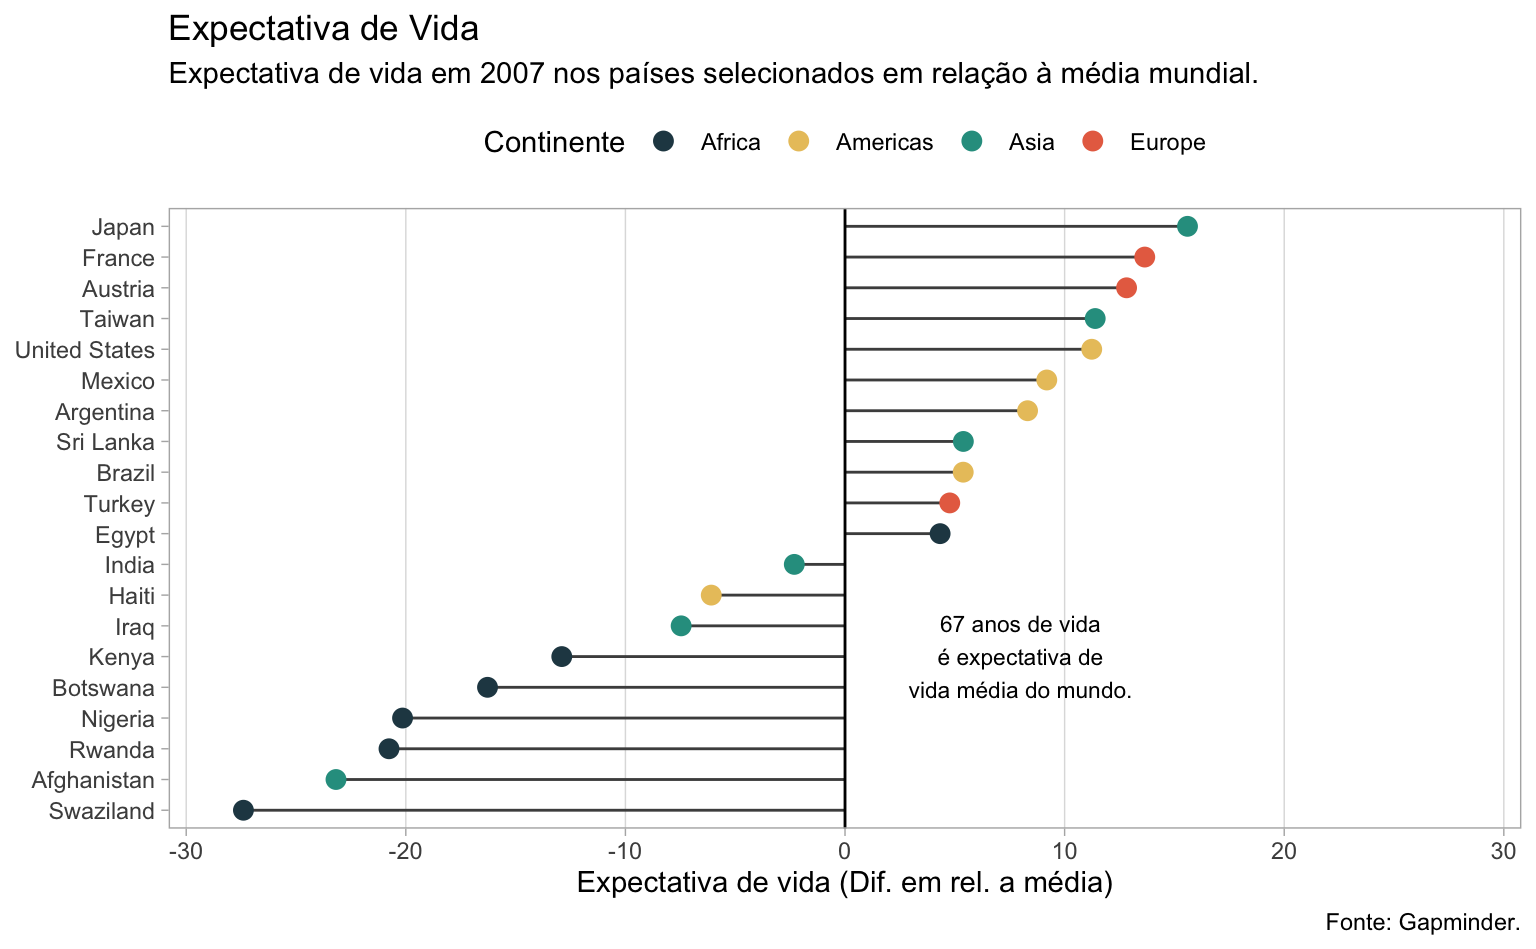 Expectativa de Vida
Expectativa de vida em 2007 nos países selecionados em relação à média mundial.
Continente Africa Americas Asia Europe
Japan
France
Austria
Taiwan
United States
Mexico
Argentina
Sri Lanka
Brazil
Turkey
Egypt
India
Haiti
Iraq
Kenya
Botswana
Nigeria
Rwanda
Afghanistan
Swaziland
67 anos de vida
é expectativa de
vida média do mundo.
-30 -20 -10 0 10 20 30
Expectativa de vida (Dif. em rel. a média)
Fonte: Gapminder.